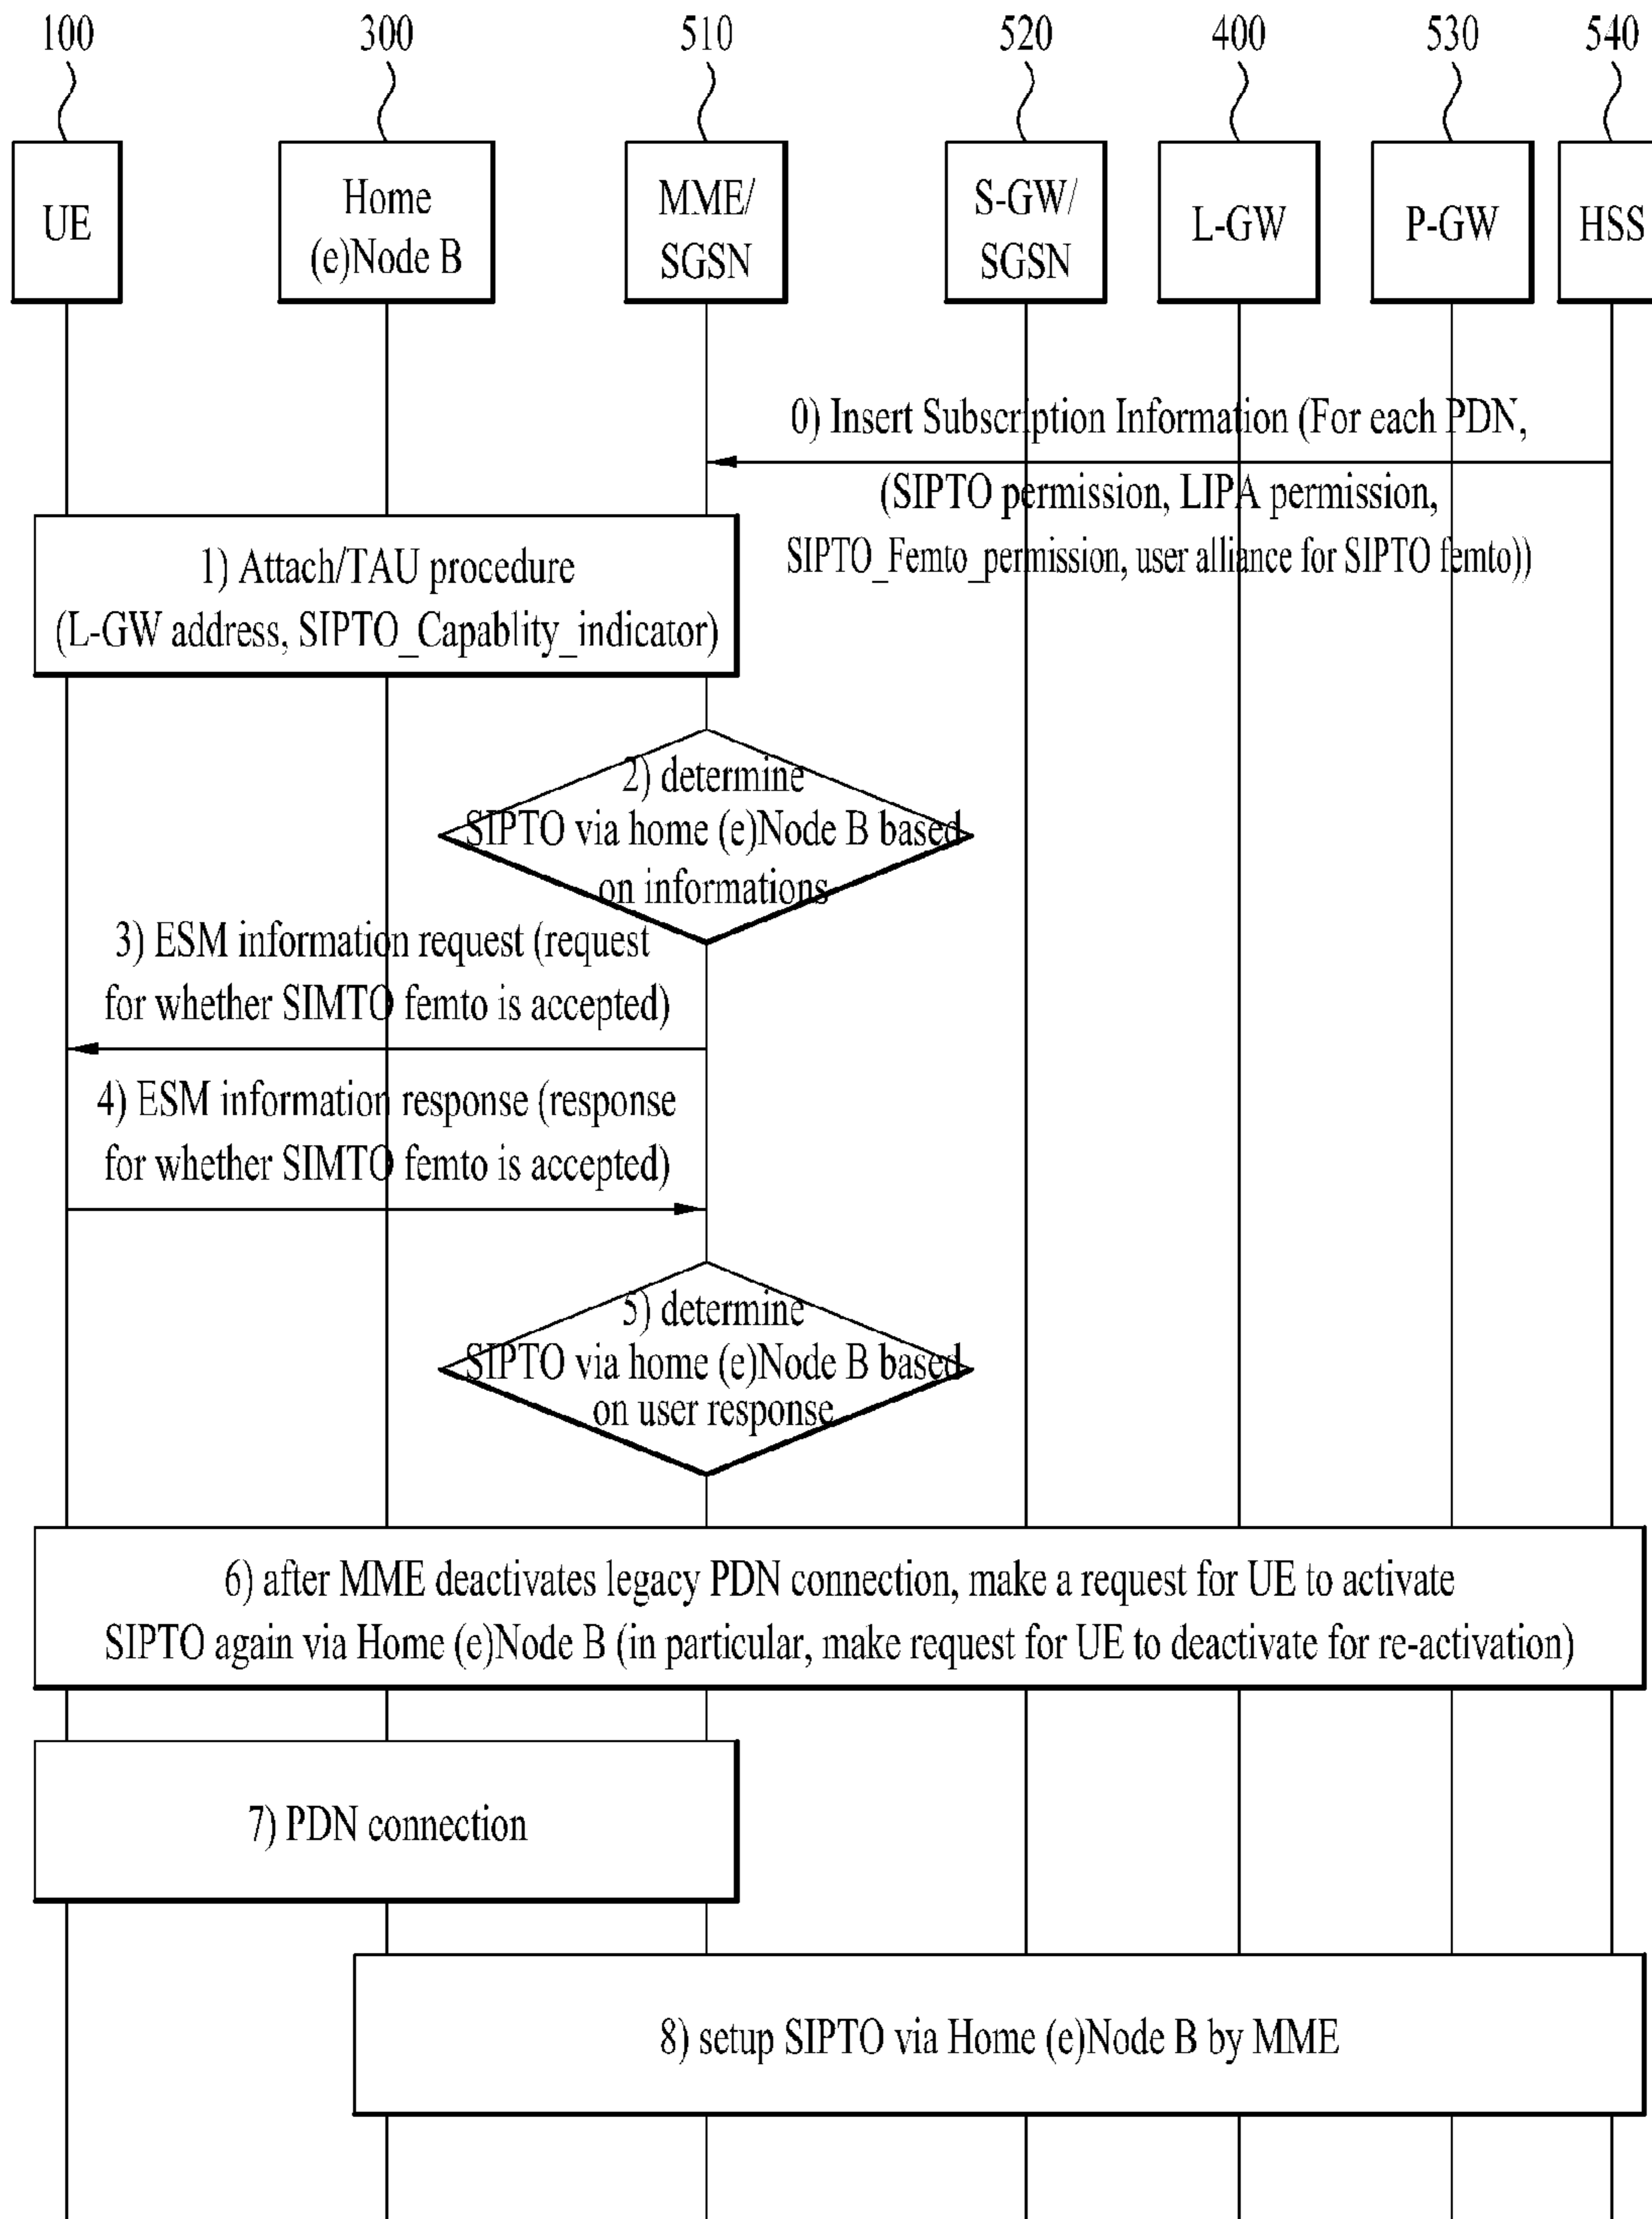 100
300
510
520
400
530
540
UE
Home
(e)Node B
MME/
SGSN
S-GW/
SGSN
L-GW
P-GW
HSS
0) Insert Subscription Information (For each PDN,
(SIPTO permission, LIPA permission,
SIPTO_Femto_permission, user alliance for SIPTO femto))
1) Attach/TAU procedure
(L-GW address, SIPTO_Capablity_indicator)
2) determine
SIPTO via home (e)Node B based
on informations
3) ESM information request (request
for whether SIMTO femto is accepted)
4) ESM information response (response
for whether SIMTO femto is accepted)
5) determine
SIPTO via home (e)Node B based
on user response
6) after MME deactivates legacy PDN connection, make a request for UE to activate
SIPTO again via Home (e)Node B (in particular, make request for UE to deactivate for re-activation)
7) PDN connection
8) setup SIPTO via Home (e)Node B by MME